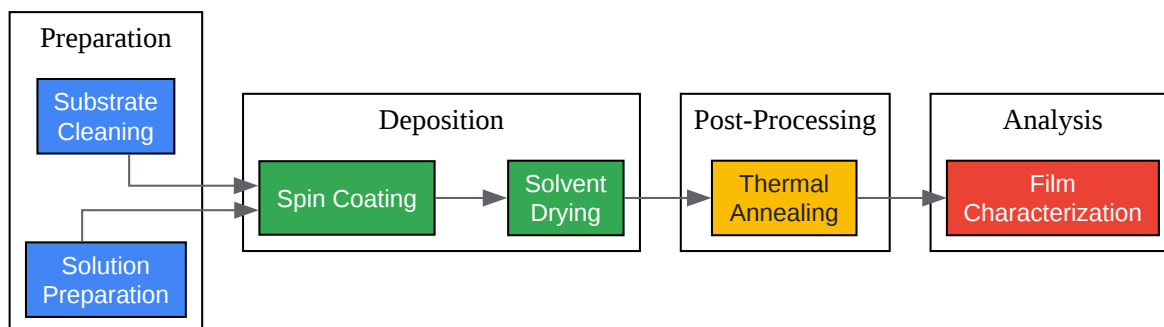 Preparation
Substrate
Cleaning
Solution
Preparation
Deposition
Spin Coating
Solvent
Drying
Post-Processing
Thermal
Annealing
Analysis
Film
Characterization